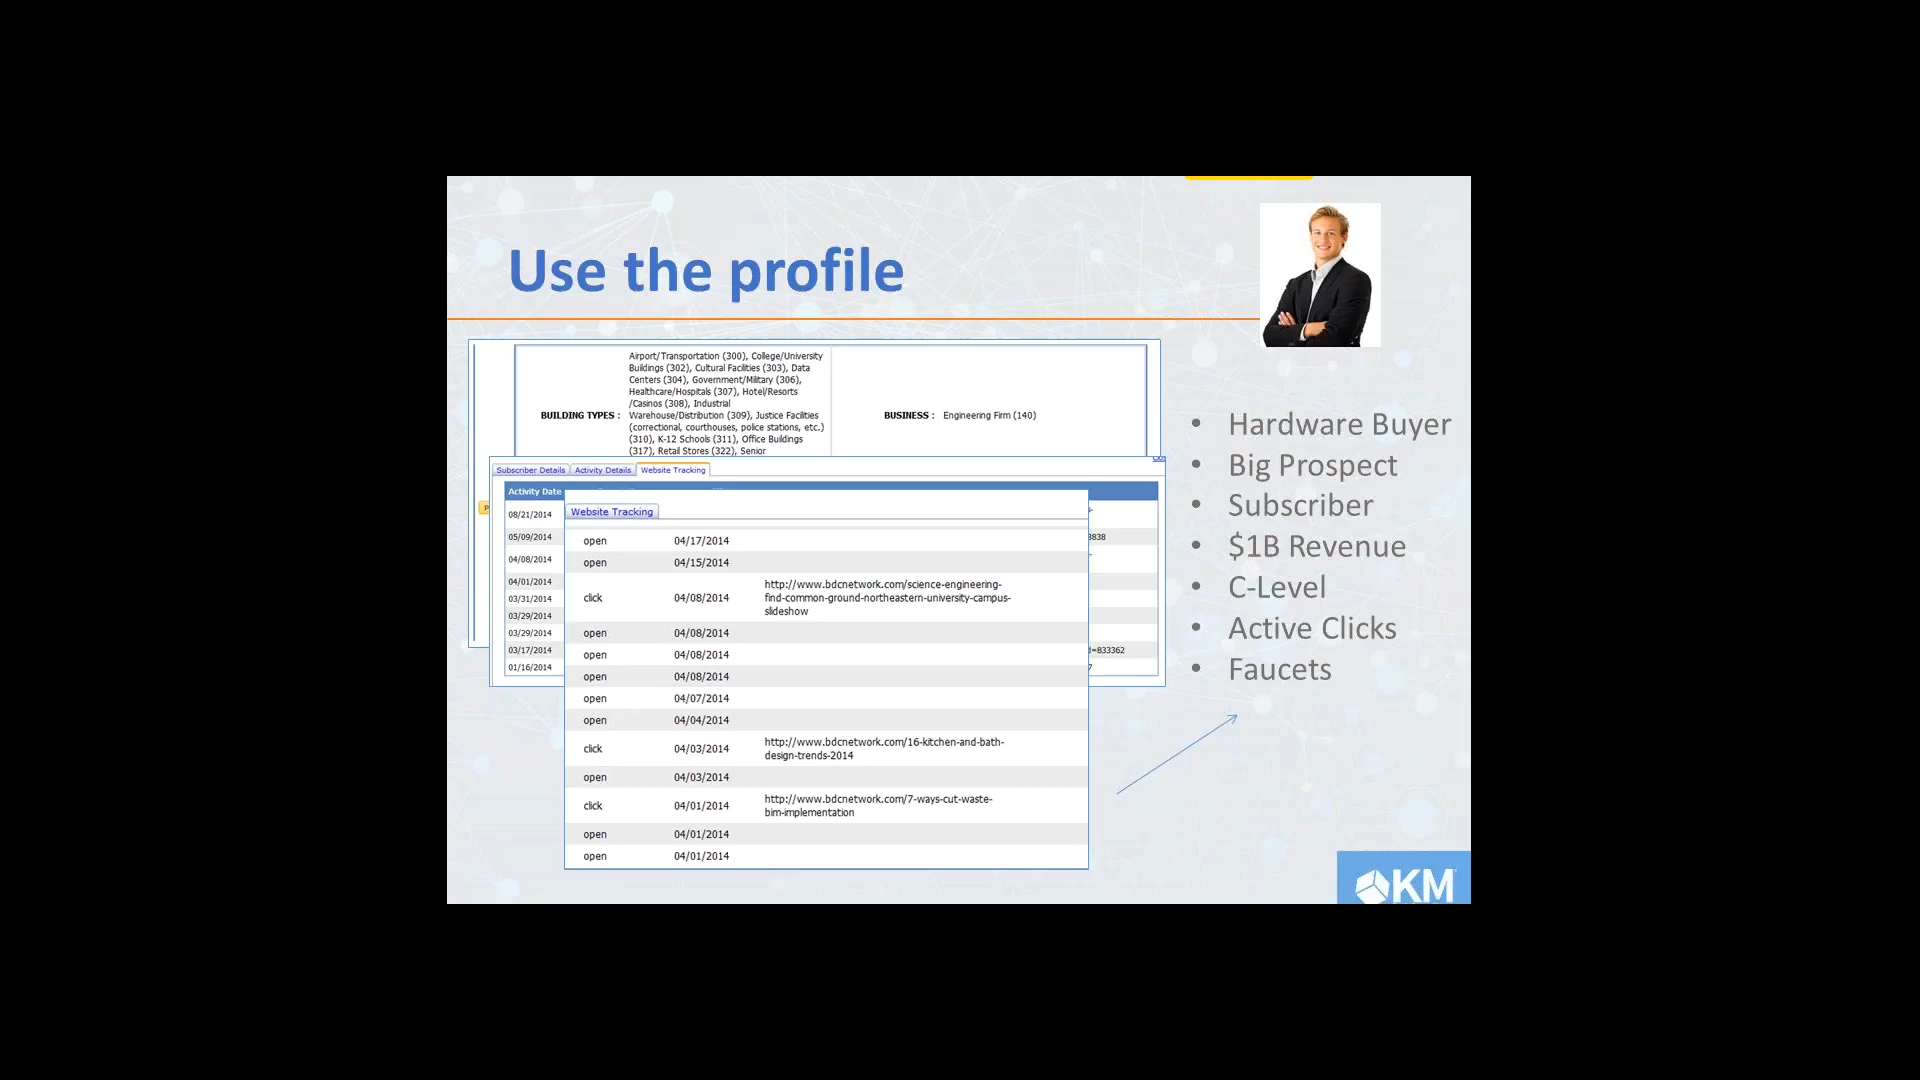 Use the profile
Airport/Transportation (300), College/University
Buildings (302), Cultural Facilities (303), Data
Centers (304), Government/Military (306),
Healthcare/Hospitals (307), Hotel/Resorts
/Casinos (308), Industrial
BUILDING TYPES : Warehouse/Distribution (309), Justice Facilities
(correctional, courthouses, police stations, etc.)
(310), K-12 Schools (311), Office Buildings
(317), Retail Stores (322), Senior
BUSINESS : Engineering Firm (140)
Subscriber Details Activity Details Website Tracking
Activity Date
08/21/2014
05/09/2014
04/08/2014
04/01/2014
03/31/2014
03/29/2014
03/29/2014
03/17/2014
01/16/2014
3838
=833362
7
Website Tracking
open 04/17/2014
open 04/15/2014
click 04/08/2014 http://www.bdcnetwork.com/science-engineering-
find-common-ground-northeastern-university-campus-
slideshow
open 04/08/2014
open 04/08/2014
open 04/08/2014
open 04/07/2014
open 04/04/2014
click 04/03/2014 http://www.bdcnetwork.com/16-kitchen-and-bath-
design-trends-2014
open 04/03/2014
click 04/01/2014 http://www.bdcnetwork.com/7-ways-cut-waste-
bim-implementation
open 04/01/2014
open 04/01/2014
• Hardware Buyer
• Big Prospect
• Subscriber
• $1B Revenue
• C-Level
• Active Clicks
• Faucets
KM